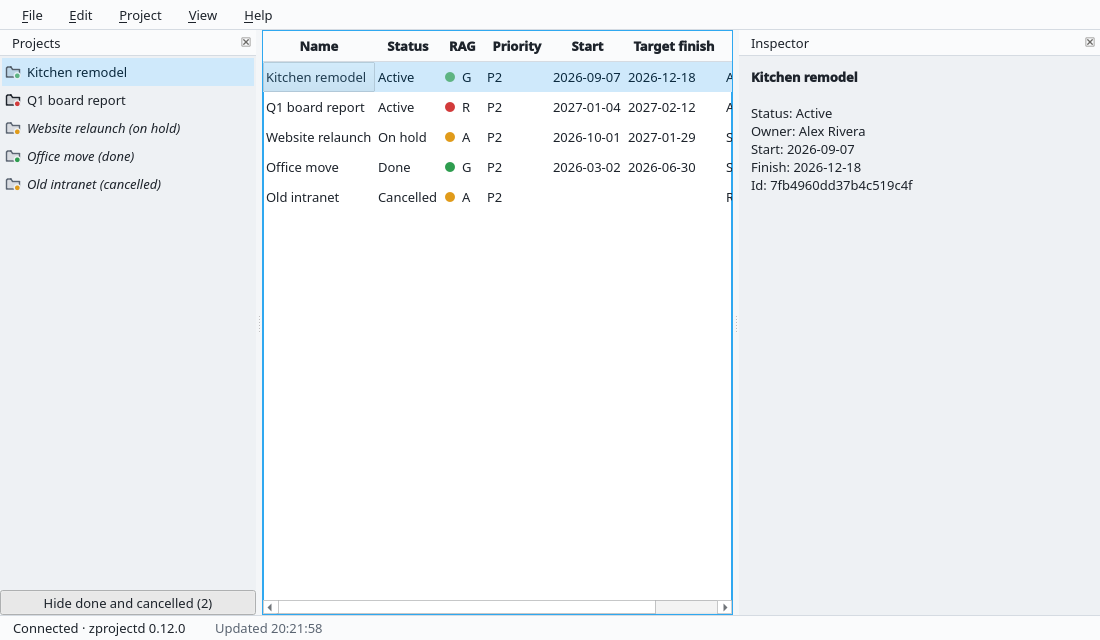 File Edit Project View Help
Projects
Kitchen remodel
Q1 board report
Website relaunch (on hold)
Office move (done)
Old intranet (cancelled)
Hide done and cancelled (2)
Name Status RAG Priority Start Target finish
Kitchen remodel Active G P2 2026-09-07 2026-12-18 A
Q1 board report Active R P2 2027-01-04 2027-02-12 A
Website relaunch On hold A P2 2026-10-01 2027-01-29 S
Office move Done G P2 2026-03-02 2026-06-30 S
Old intranet Cancelled A P2 R
Inspector
Kitchen remodel
Status: Active
Owner: Alex Rivera
Start: 2026-09-07
Finish: 2026-12-18
Id: 7fb4960dd37b4c519c4f
Connected · zprojectd 0.12.0 Updated 20:21:58